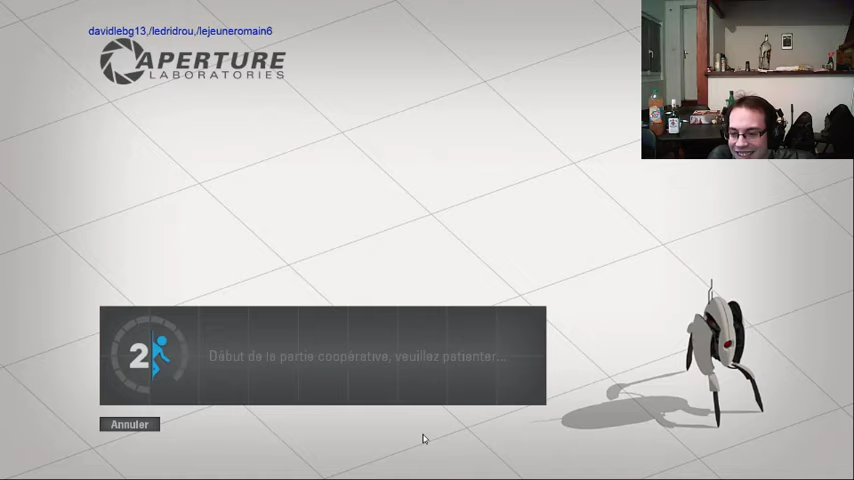 davidlebg13,/ledridrou,/lejeuneromain6
APERTURE
LABORATORIES
2
Début de la partie coopérative, veuillez patienter...
Annuler